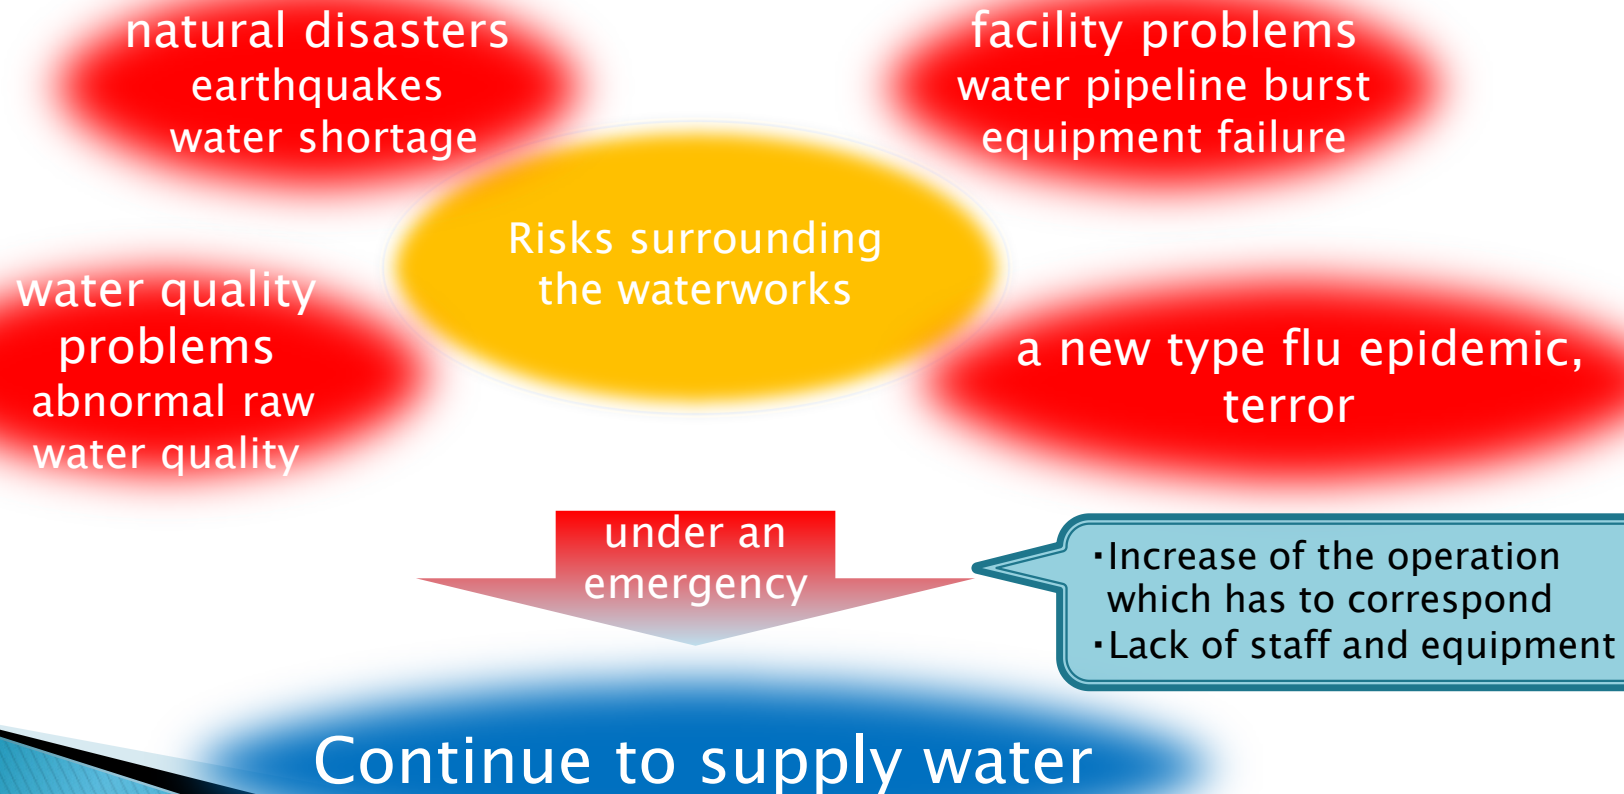 natural disasters
earthquakes
water shortage
facility problems
water pipeline burst
equipment failure
Risks surrounding
the waterworks
water quality
problems
abnormal raw
water quality
a new type flu epidemic,
terror
under an
emergency
・Increase of the operation
which has to correspond
・Lack of staff and equipment
Continue to supply water